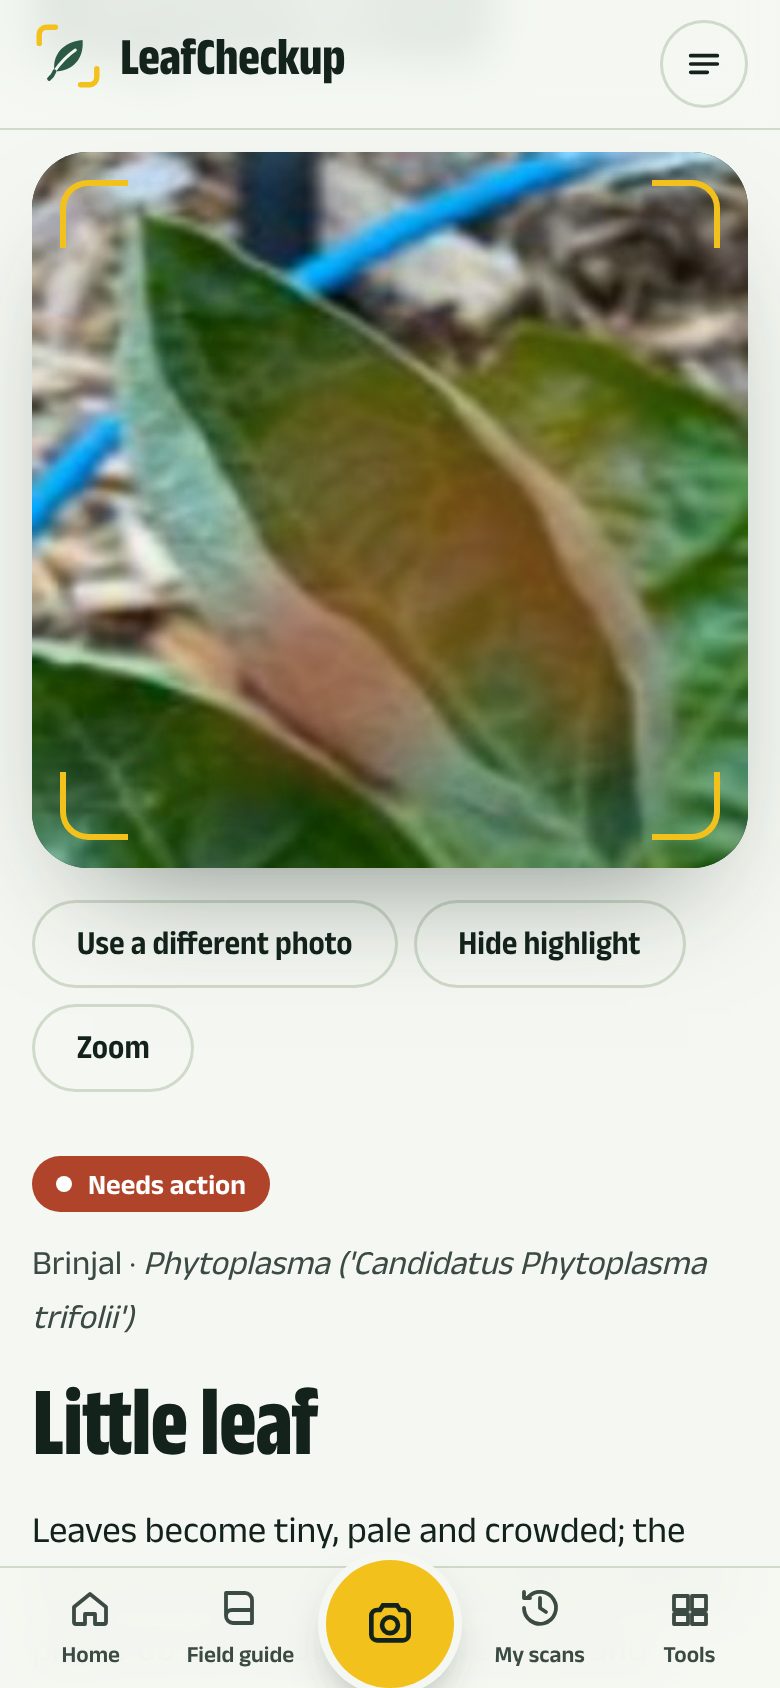 LeafCheckup
Use a different photo
Hide highlight
Zoom
Needs action
Brinjal · Phytoplasma ('Candidatus Phytoplasma
trifolii')
Little leaf
Leaves become tiny, pale and crowded; the
Home
Field guide
My scans
Tools